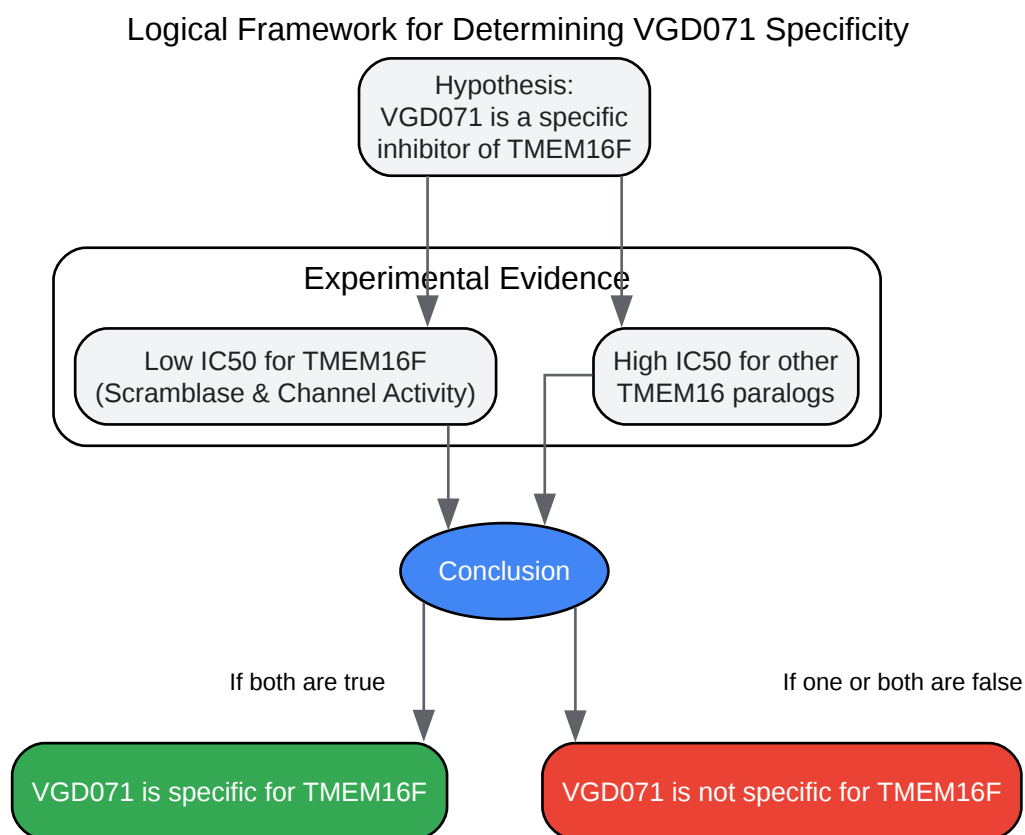 Logical Framework for Determining VGD071 Specificity
Hypothesis:
VGD071 is a specific
inhibitor of TMEM16F
Experimental Evidence
Low IC50 for TMEM16F
(Scramblase & Channel Activity)
High IC50 for other
TMEM16 paralogs
Conclusion
If both are true
If one or both are false
VGD071 is specific for TMEM16F
VGD071 is not specific for TMEM16F